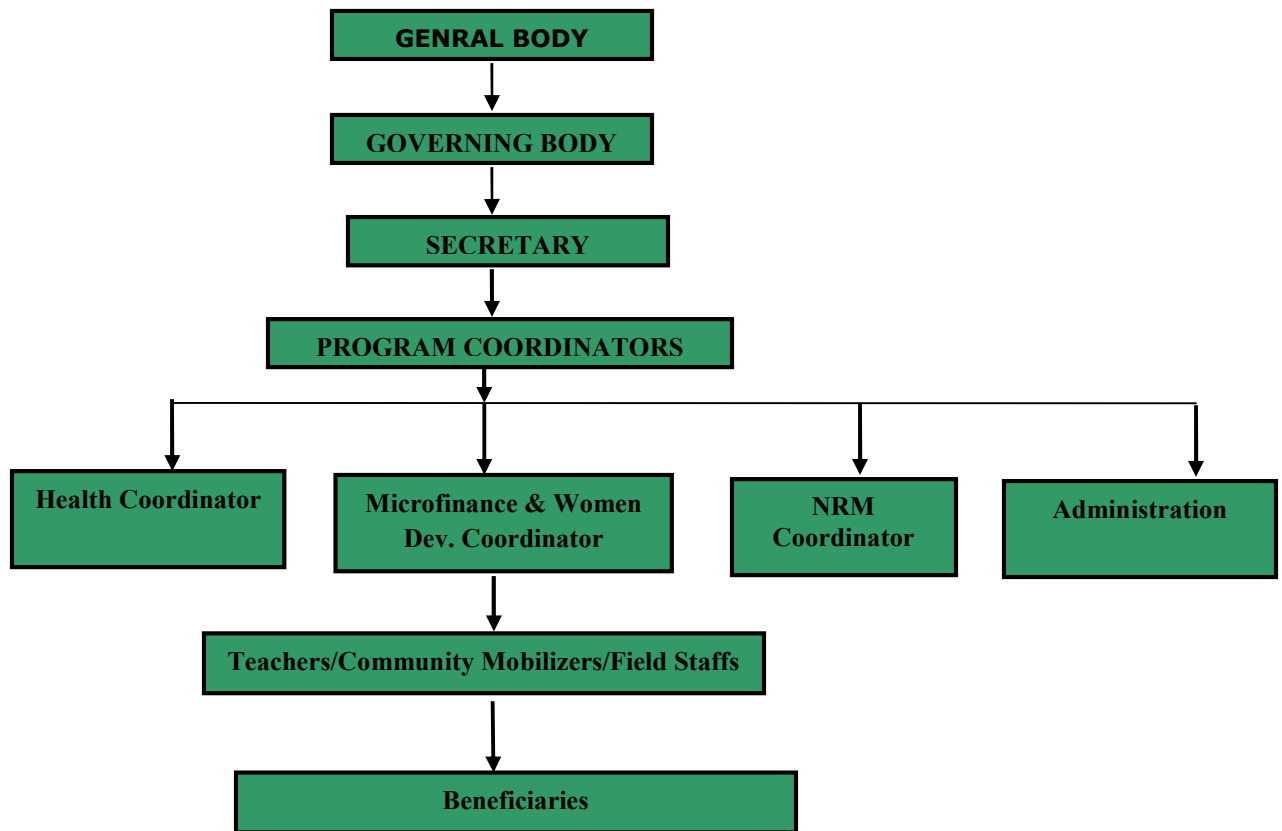 GENRAL BODY
GOVERNING BODY
SECRETARY
PROGRAM COORDINATORS
Health Coordinator
Microfinance & Women
Dev. Coordinator
NRM
Coordinator
Administration
Teachers/Community Mobilizers/Field Staffs
Beneficiaries